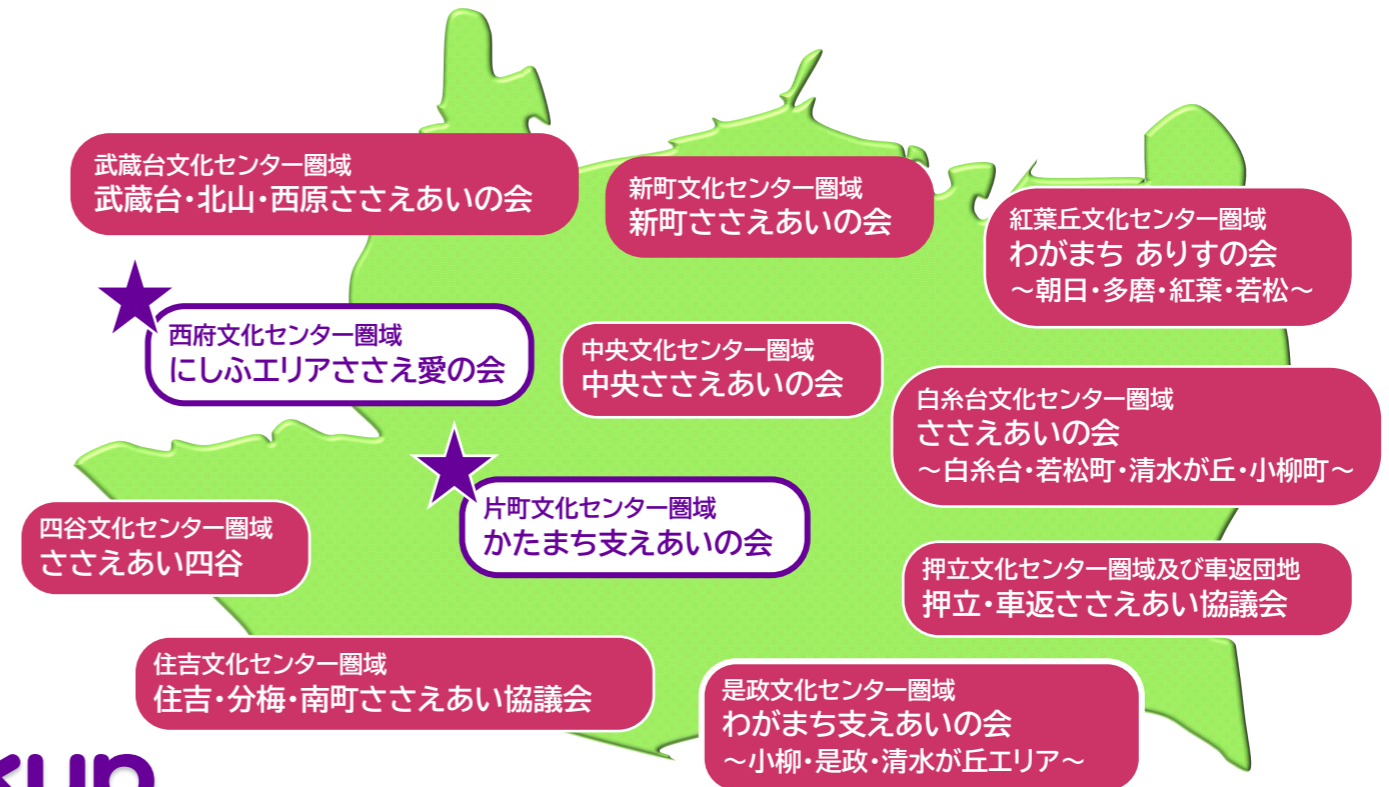 武蔵台文化センター圏域
武蔵台・北山・西原ささえあいの会
新町文化センター圏域
新町ささえあいの会
紅葉丘文化センター圏域
わがまち ありすの会
～朝日・多磨・紅葉・若松～
西府文化センター圏域
にしふエリアささえ愛の会
中央文化センター圏域
中央ささえあいの会
白糸台文化センター圏域
ささえあいの会
～白糸台・若松町・清水が丘・小柳町～
片町文化センター圏域
かたまち支えあいの会
四谷文化センター圏域
ささえあい四谷
押立文化センター圏域及び車返団地
押立・車返ささえあい協議会
住吉文化センター圏域
住吉・分梅・南町ささえあい協議会
是政文化センター圏域
わがまち支えあいの会
～小柳・是政・清水が丘エリア～